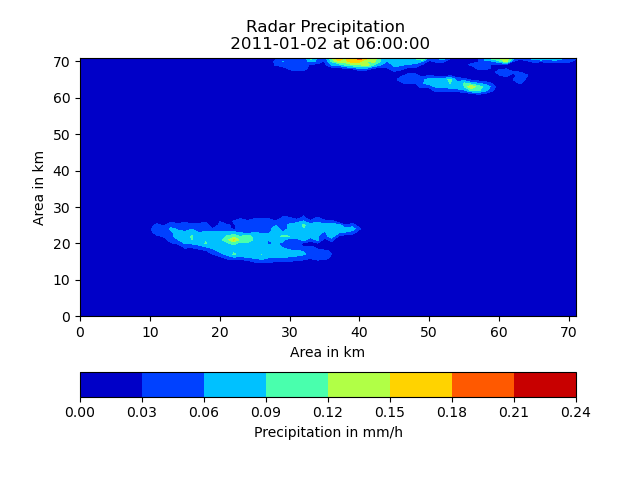 Radar Precipitation
2011-01-02 at 06:00:00
70
60
50
40
30
20
10
0
Area in km
0 10 20 30 40 50 60 70
Area in km
0.00 0.03 0.06 0.09 0.12 0.15 0.18 0.21 0.24
Precipitation in mm/h